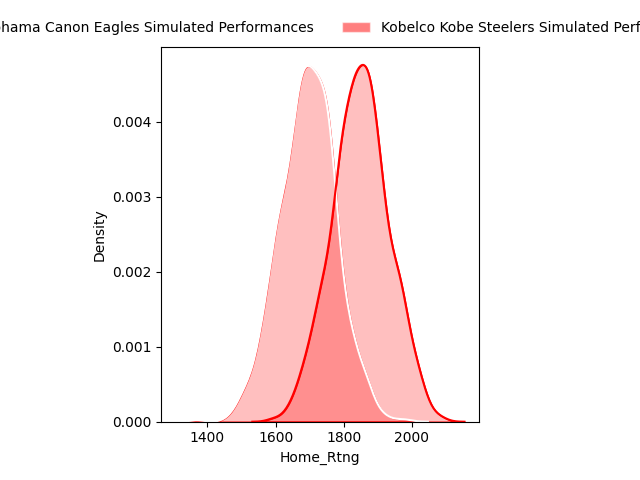 hama Canon Eagles Simulated Performances Kobelco Kobe Steelers Simulated Perf
0.004
0.003
0.002
0.001
0.000
Density
1400 1600 1800 2000
Home_Rtng